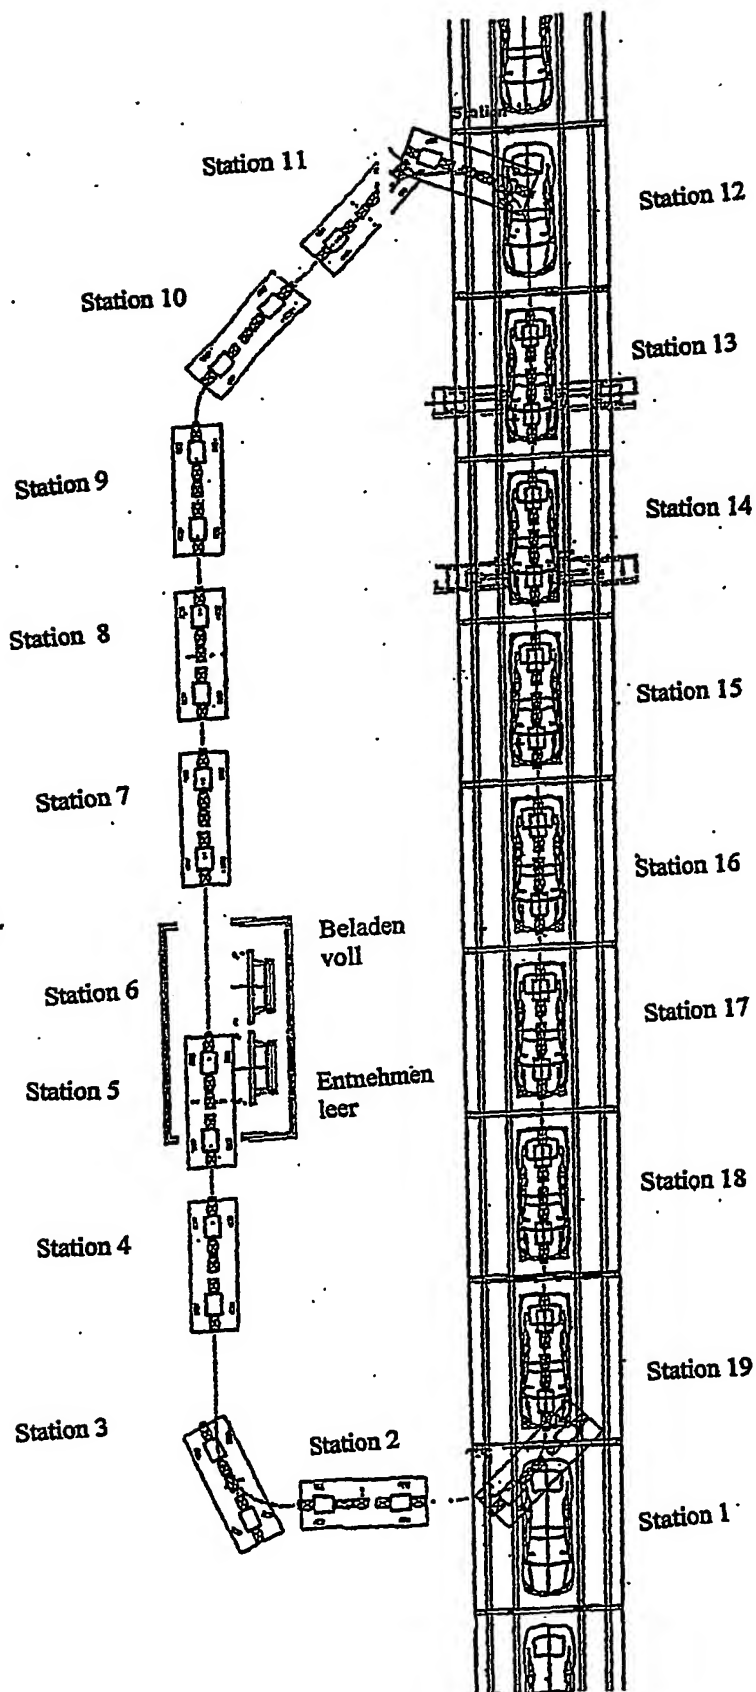 Station
Station 11
Station 12
Station 10
Station 13
Station 9
Station 14
Station 8
Station 15
Station 7
Station 16
Beladen
voll
Station 6
Station 17
Station 5
Entnehmen
leer
Station 18
Station 4
Station 19
Station 3
Station 2
Station 1